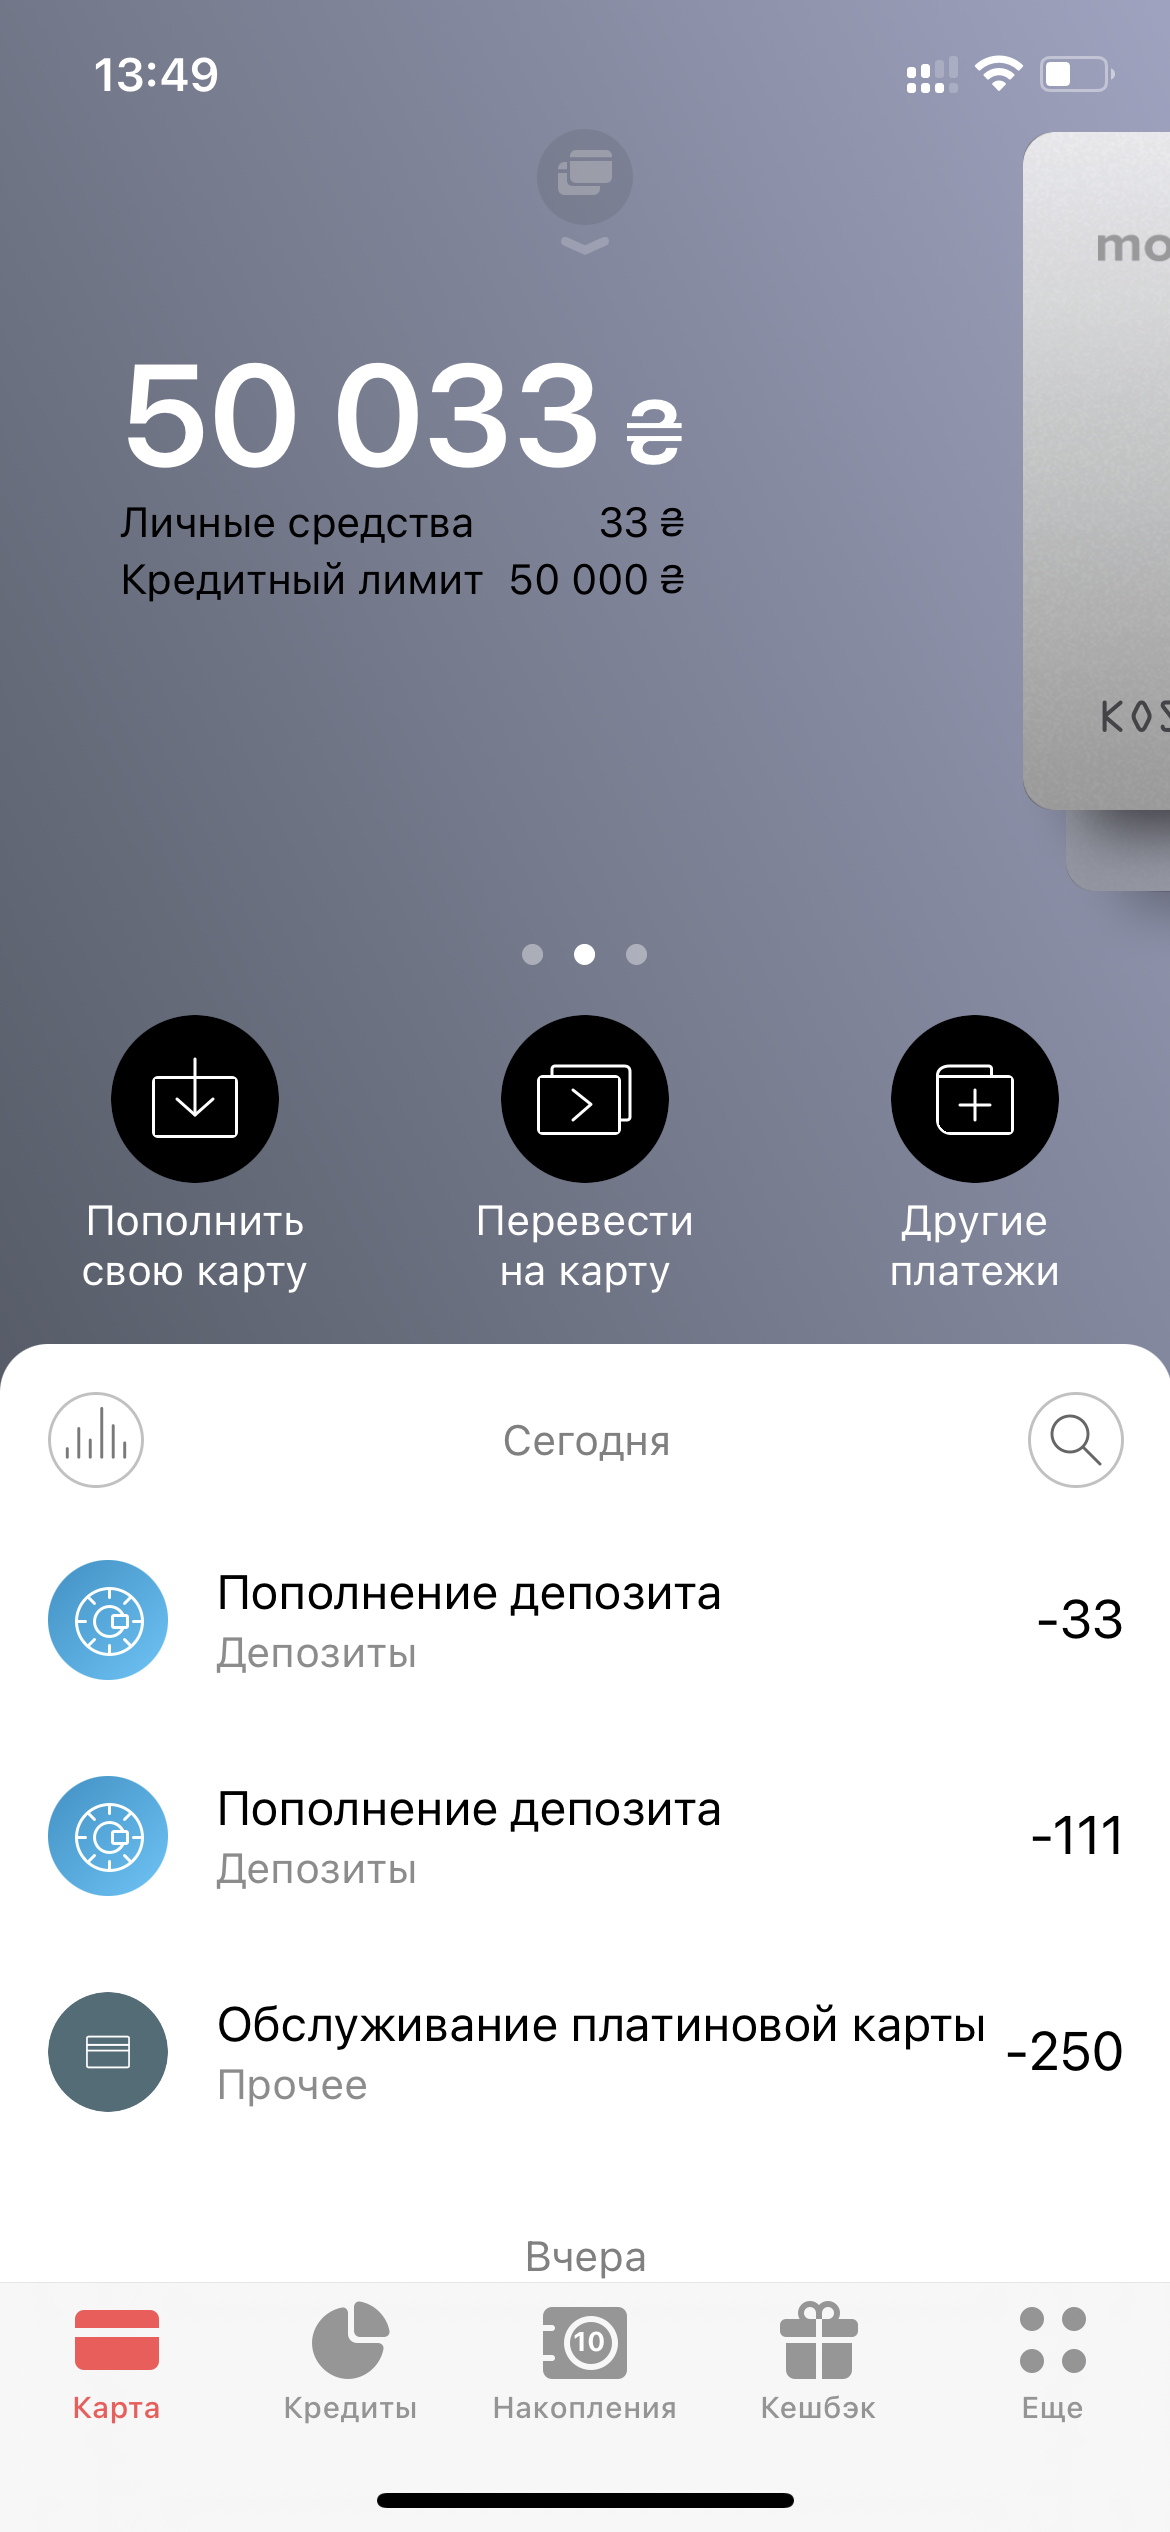 13:49
mo
50 033 ₴
Личные средства 33 ₴
Кредитный лимит 50 000 ₴
KOS
Пополнить
свою карту
Перевести
на карту
Другие
платежи
Сегодня
Пополнение депозита
Депозиты
-33
Пополнение депозита
Депозиты
-111
Обслуживание платиновой карты
Прочее
-250
Вчера
10
Карта
Кредиты
Накопления
Кешбэк
Еще